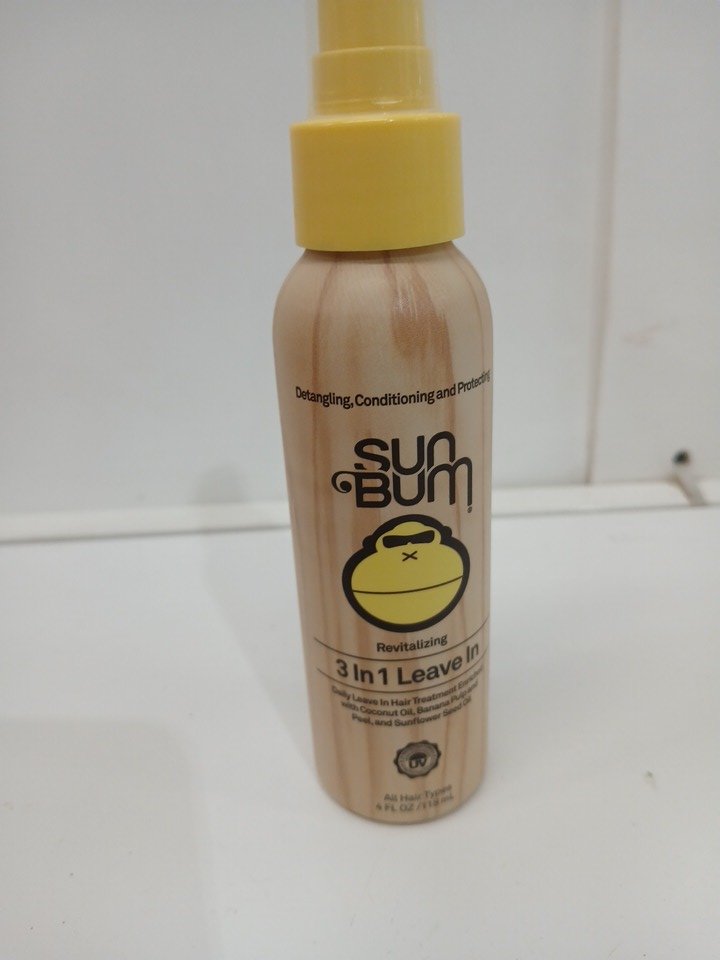 Detangling, Conditioning and Protecting
SUN
BUM®
Revitalizing
3 In 1 Leave In
Daily Leave In Hair Treatment Enriched
with Coconut Oil, Banana Pulp and
Peel, and Sunflower Seed Oil
UV
All Hair Types
4 FL OZ / 118 mL